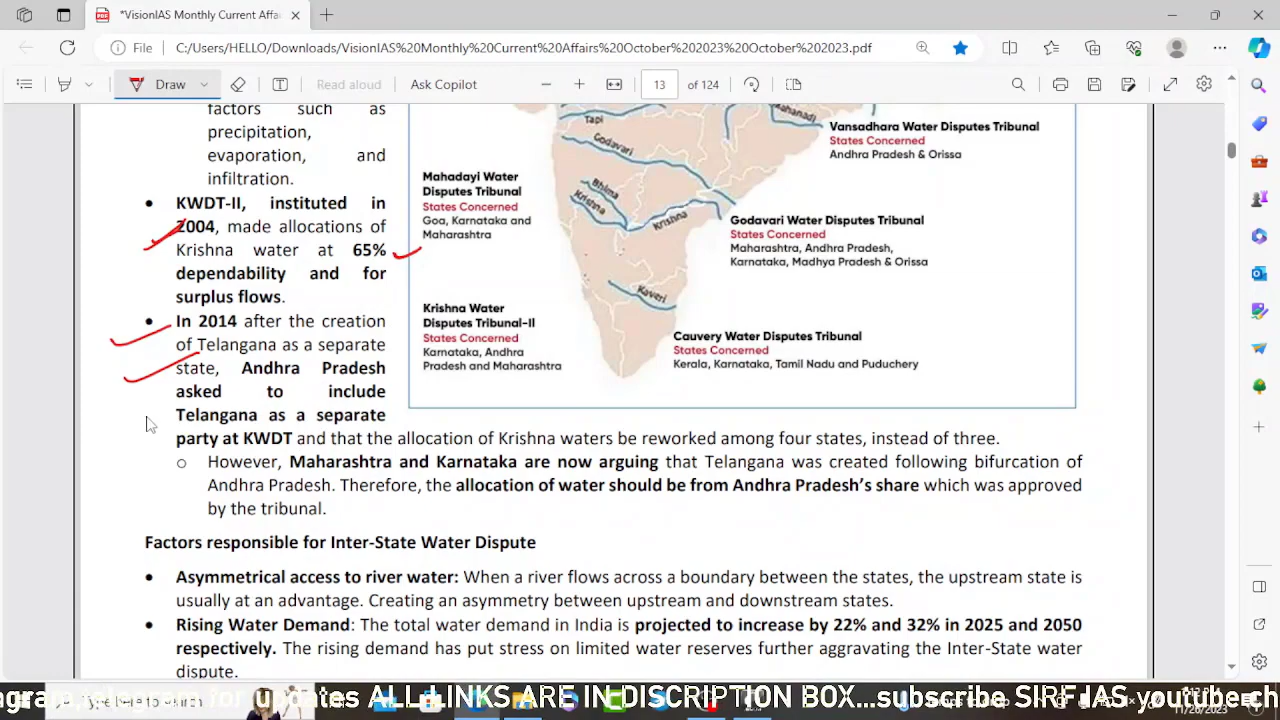 *VisionIAS Monthly Current Affai
File
C:/Users/HELLO/Downloads/VisionIAS%20Monthly%20Current%20Affairs%20October%202023%20October%202023.pdf
Draw
Read aloud
Ask Copilot
13
of 124
factors such as
precipitation,
evaporation, and
infiltration.
• KWDT-II, instituted in
2004, made allocations of
Krishna water at 65%
dependability and for
surplus flows.
• In 2014 after the creation
of Telangana as a separate
state, Andhra Pradesh
asked to include
Telangana as a separate
party at KWDT and that the allocation of Krishna waters be reworked among four states, instead of three.
o However, Maharashtra and Karnataka are now arguing that Telangana was created following bifurcation of
Andhra Pradesh. Therefore, the allocation of water should be from Andhra Pradesh's share which was approved
by the tribunal.
Tapi
Mahanadi
Godavari
Bhima
Krishna
Krishna
Kaveri
Vansadhara Water Disputes Tribunal
States Concerned
Andhra Pradesh & Orissa
Mahadayi Water
Disputes Tribunal
States Concerned
Goa, Karnataka and
Maharashtra
Godavari Water Disputes Tribunal
States Concerned
Maharashtra, Andhra Pradesh,
Karnataka, Madhya Pradesh & Orissa
Krishna Water
Disputes Tribunal-II
States Concerned
Karnataka, Andhra
Pradesh and Maharashtra
Cauvery Water Disputes Tribunal
States Concerned
Kerala, Karnataka, Tamil Nadu and Puduchery
Factors responsible for Inter-State Water Dispute
• Asymmetrical access to river water: When a river flows across a boundary between the states, the upstream state is
usually at an advantage. Creating an asymmetry between upstream and downstream states.
• Rising Water Demand: The total water demand in India is projected to increase by 22% and 32% in 2025 and 2050
respectively. The rising demand has put stress on limited water reserves further aggravating the Inter-State water
dispute.
for updates ALL LINKS ARE IN DISCRIPTION BOX...subscribe SIRF IAS youtube ch
11/26/2023